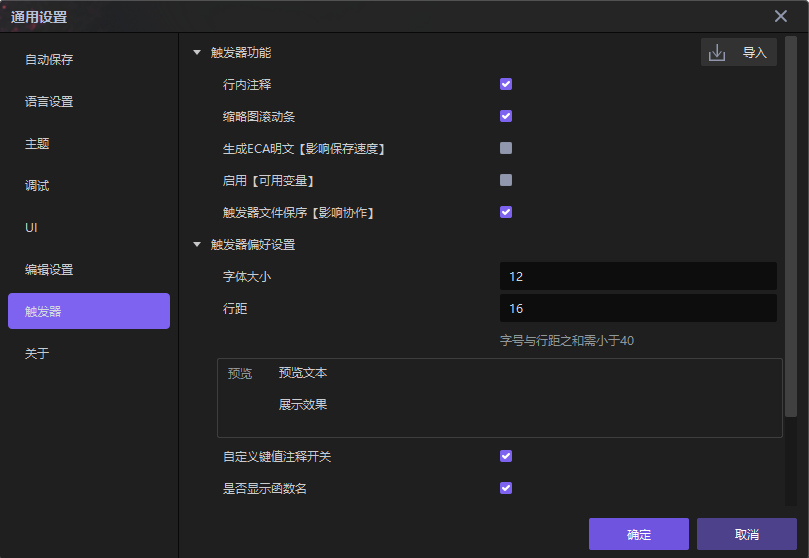 通用设置
自动保存
语言设置
主题
调试
UI
编辑设置
触发器
关于
触发器功能
导入
行内注释
缩略图滚动条
生成ECA明文【影响保存速度】
启用【可用变量】
触发器文件保序【影响协作】
触发器偏好设置
字体大小
12
行距
16
字号与行距之和需小于40
预览
预览文本
展示效果
自定义键值注释开关
是否显示函数名
确定
取消